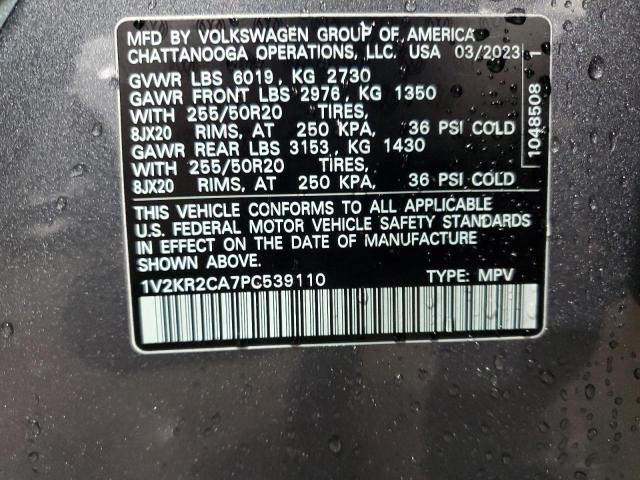 MFD BY VOLKSWAGEN GROUP OF AMERICA
CHATTANOOGA OPERATIONS, LLC. USA 03/2023 1
GVWR LBS 6019, KG 2730
GAWR FRONT LBS 2976, KG 1350
WITH 255/50R20 TIRES,
8JX20 RIMS, AT 250 KPA, 36 PSI COLD
GAWR REAR LBS 3153, KG 1430
WITH 255/50R20 TIRES,
8JX20 RIMS, AT 250 KPA, 36 PSI COLD
1048508
THIS VEHICLE CONFORMS TO ALL APPLICABLE
U.S. FEDERAL MOTOR VEHICLE SAFETY STANDARDS
IN EFFECT ON THE DATE OF MANUFACTURE
SHOWN ABOVE.
1V2KR2CA7PC539110 TYPE: MPV